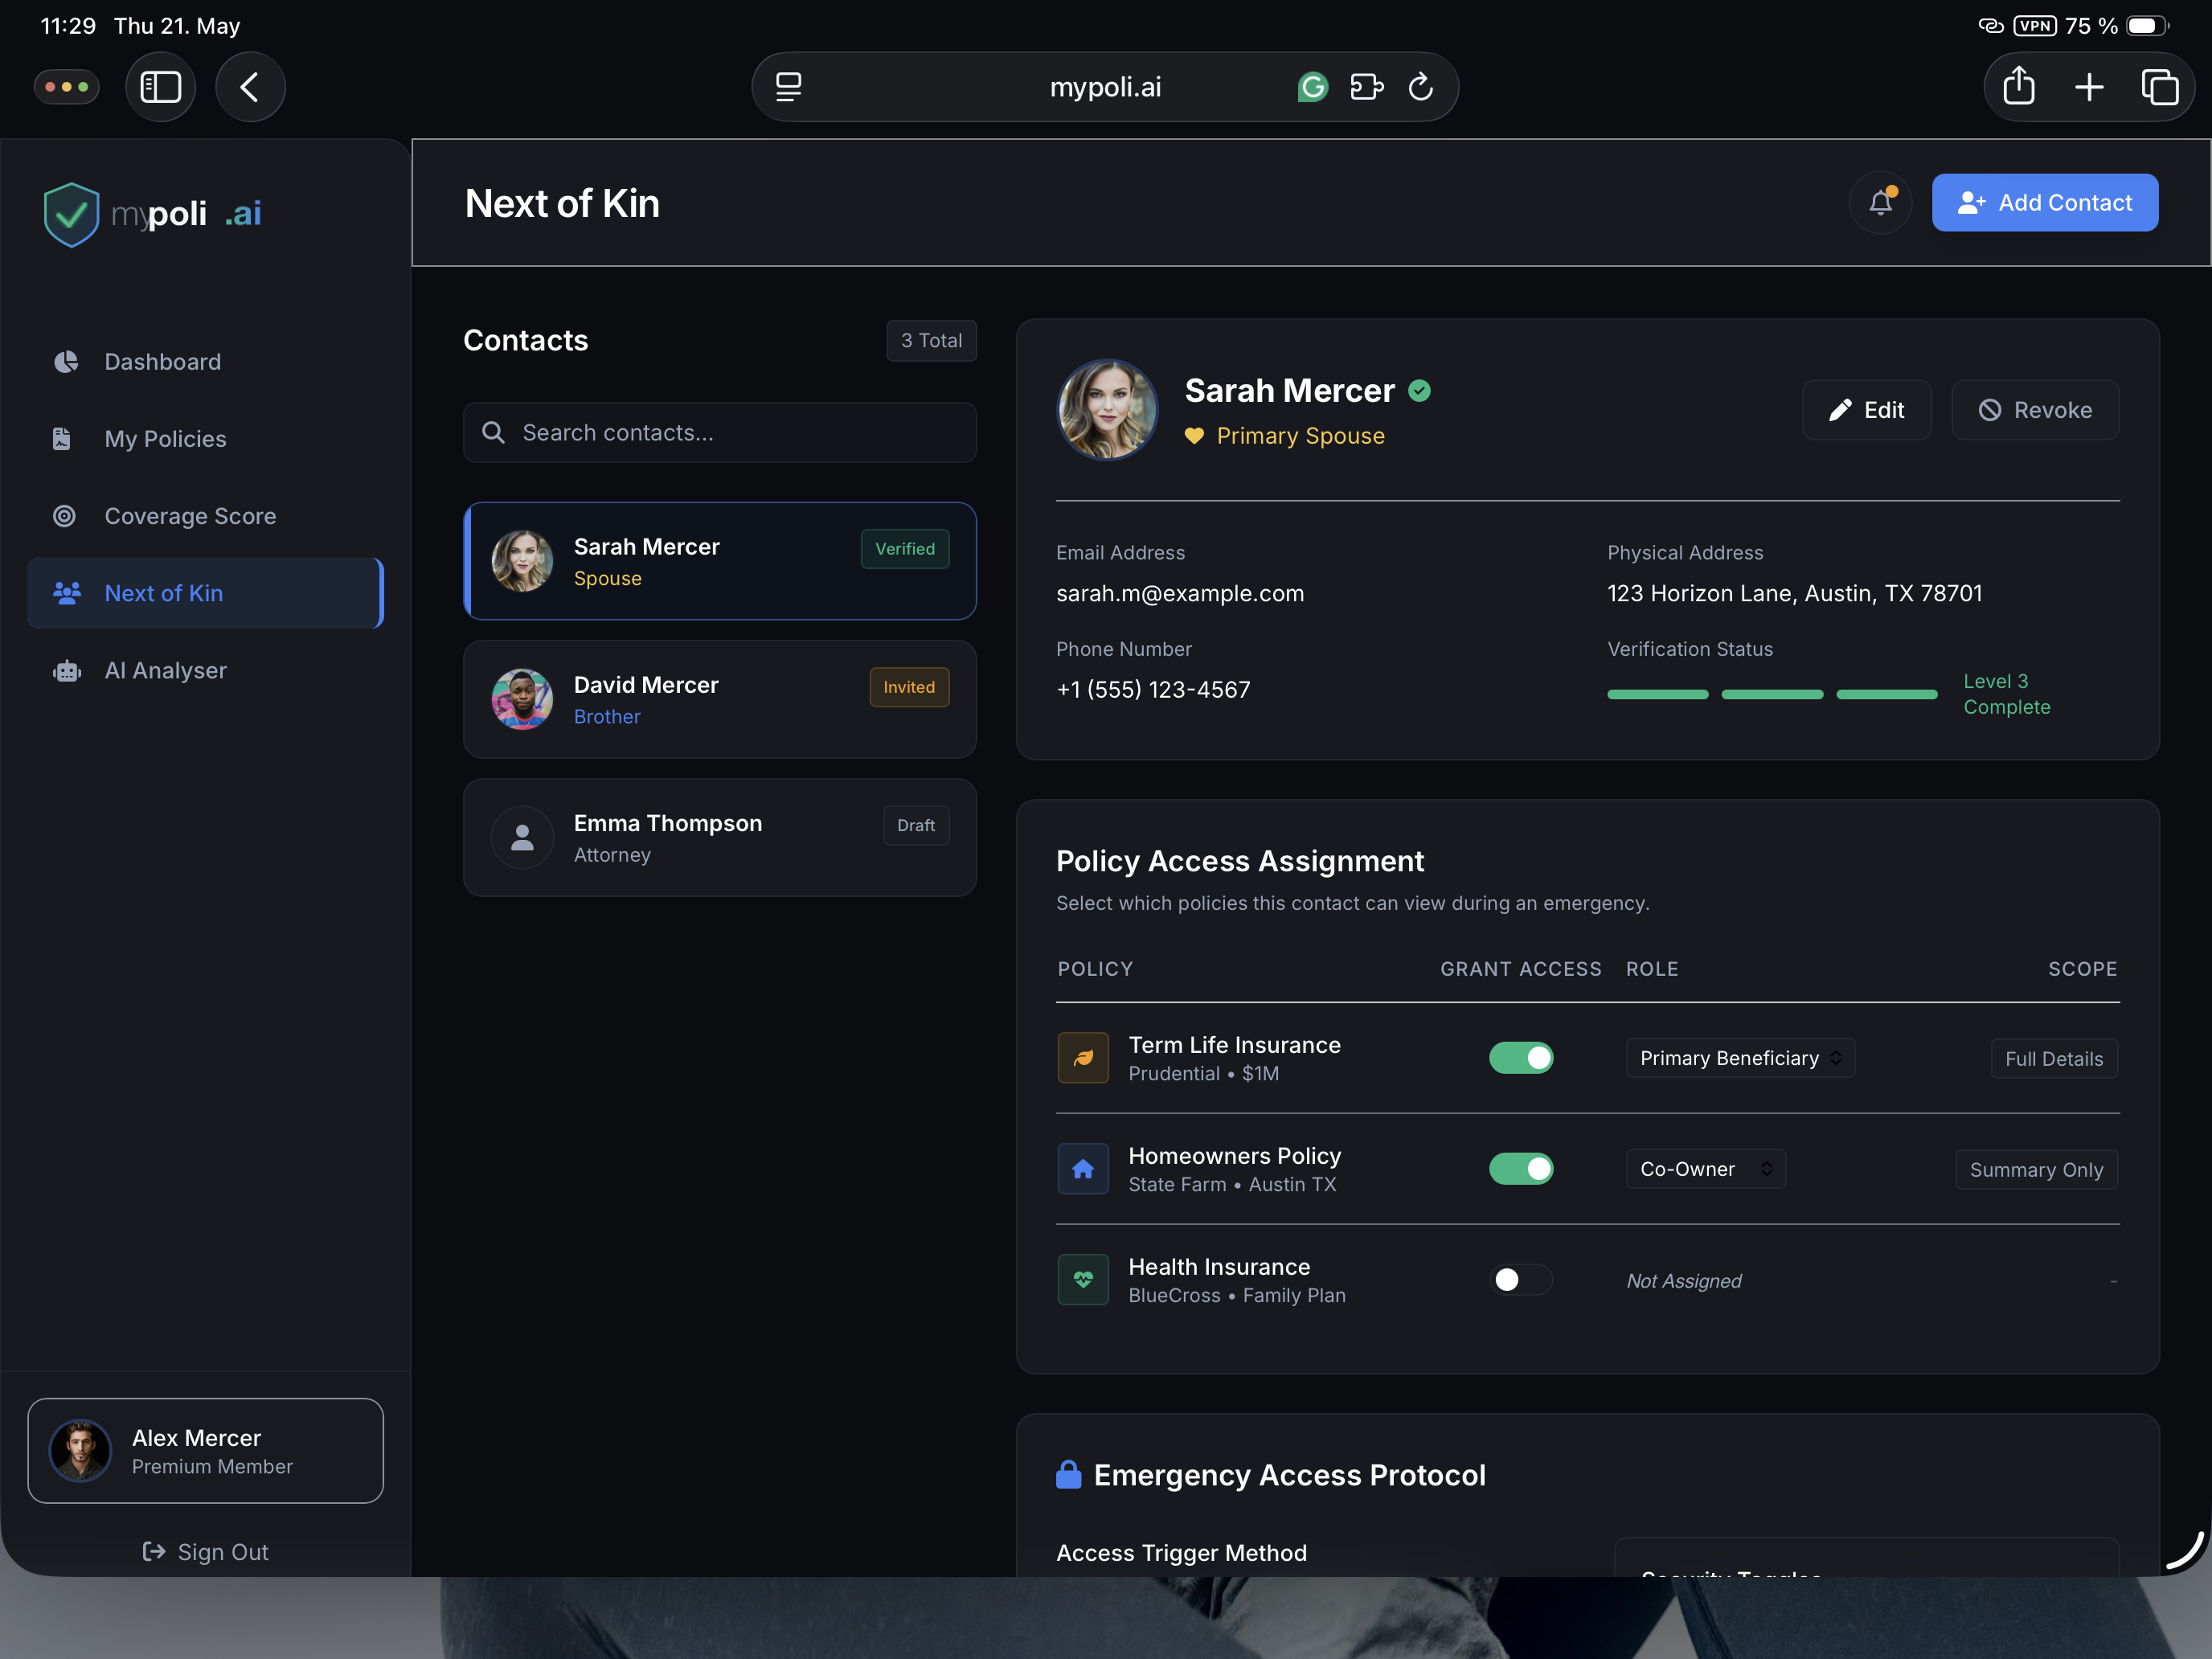 11:29 Thu 21. May
VPN 75 %
mypoli.ai
mypoli .ai
Next of Kin
Add Contact
Dashboard
My Policies
Coverage Score
Next of Kin
AI Analyser
Contacts
3 Total
Search contacts...
Sarah Mercer
Spouse
Verified
David Mercer
Brother
Invited
Emma Thompson
Attorney
Draft
Sarah Mercer
Primary Spouse
Edit
Revoke
Email Address
sarah.m@example.com
Physical Address
123 Horizon Lane, Austin, TX 78701
Phone Number
+1 (555) 123-4567
Verification Status
Level 3
Complete
Policy Access Assignment
Select which policies this contact can view during an emergency.
POLICY GRANT ACCESS ROLE SCOPE
Term Life Insurance
Prudential • $1M
Primary Beneficiary
Full Details
Homeowners Policy
State Farm • Austin TX
Co-Owner
Summary Only
Health Insurance
BlueCross • Family Plan
Not Assigned
-
Emergency Access Protocol
Access Trigger Method
Security Toggles
Alex Mercer
Premium Member
Sign Out